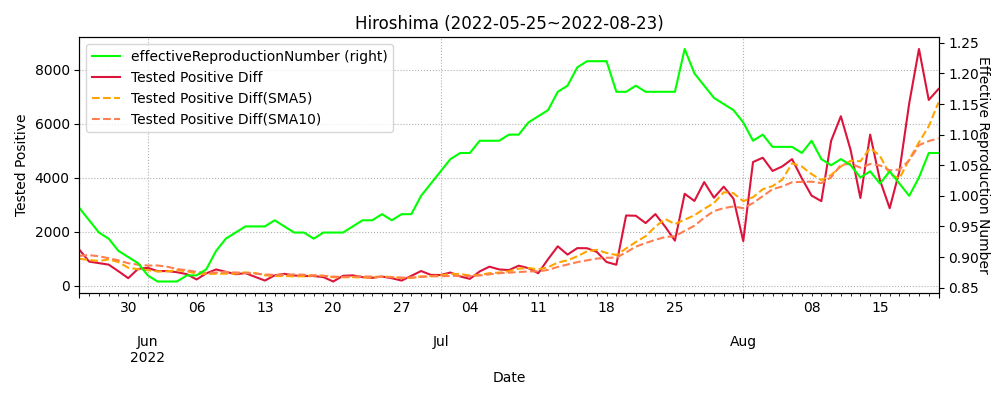 Hiroshima (2022-05-25~2022-08-23)
effectiveReproductionNumber (right)
Tested Positive Diff
Tested Positive Diff(SMA5)
Tested Positive Diff(SMA10)
Tested Positive
8000
6000
4000
2000
0
1.25
1.20
1.15
1.10
1.05
1.00
0.95
0.90
0.85
Effective Reproduction Number
30 06 13 20 27 04 11 18 25 08 15
Jun Jul Aug
2022
Date